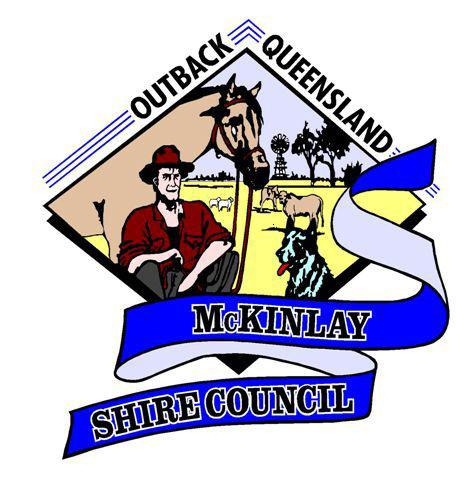 OUTBACK QUEENSLAND
McKINLAY
SHIRE COUNCIL